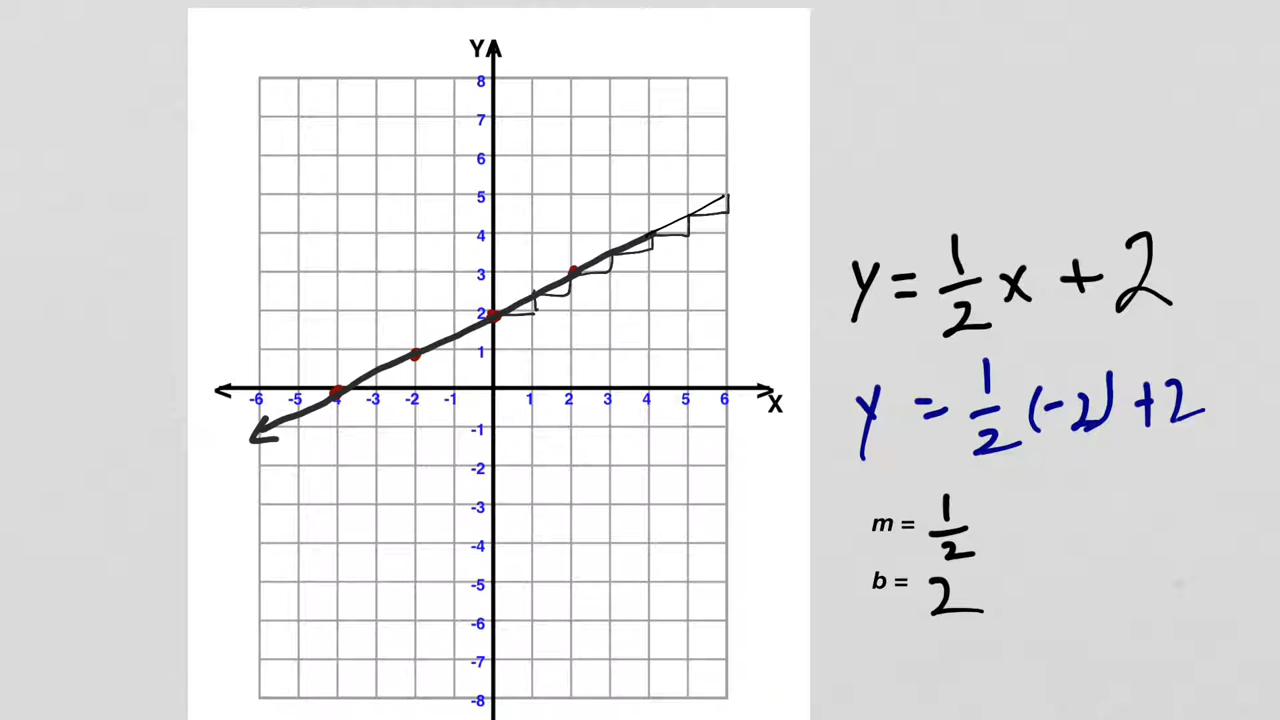 Y
8
7
6
5
4
3
2
1
-6 -5 -4 -3 -2 -1 1 2 3 4 5 6 X
-1
-2
-3
-4
-5
-6
-7
-8
y = 1/2 x + 2
y = 1/2 (-2) + 2
m = 1/2
b = 2